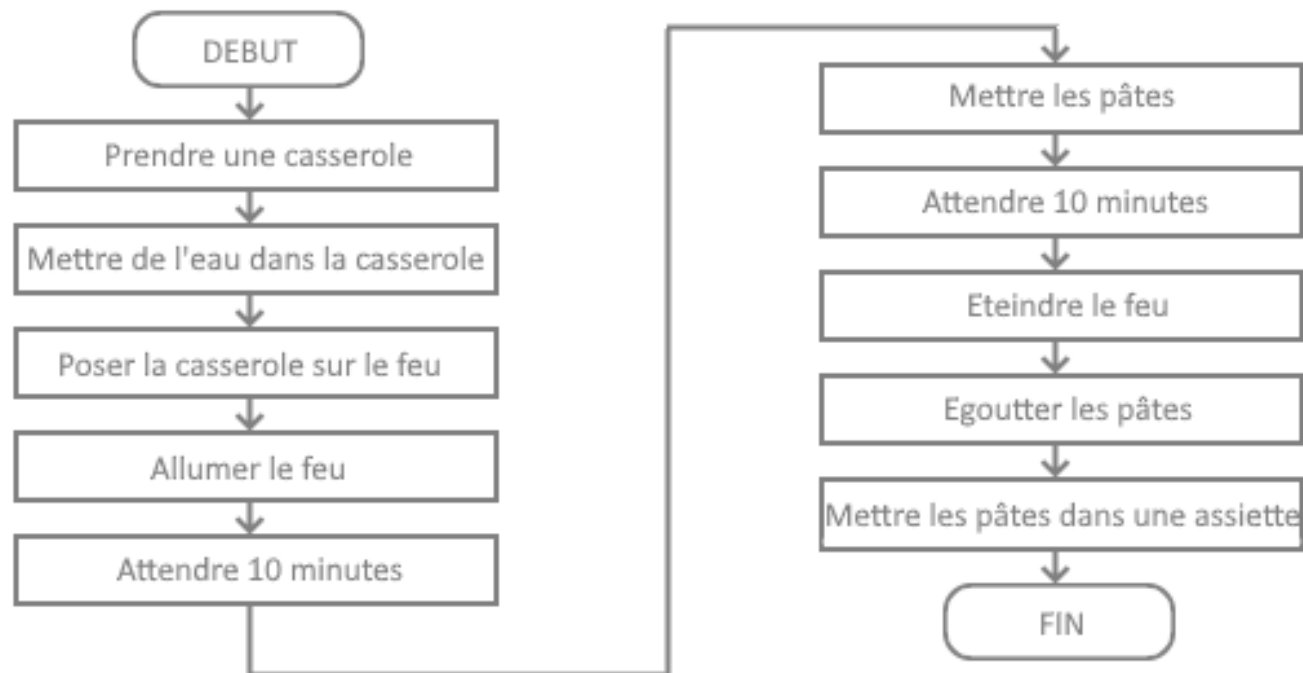 DEBUT
Prendre une casserole
Mettre de l'eau dans la casserole
Poser la casserole sur le feu
Allumer le feu
Attendre 10 minutes
Mettre les pâtes
Attendre 10 minutes
Eteindre le feu
Egoutter les pâtes
Mettre les pâtes dans une assiette
FIN